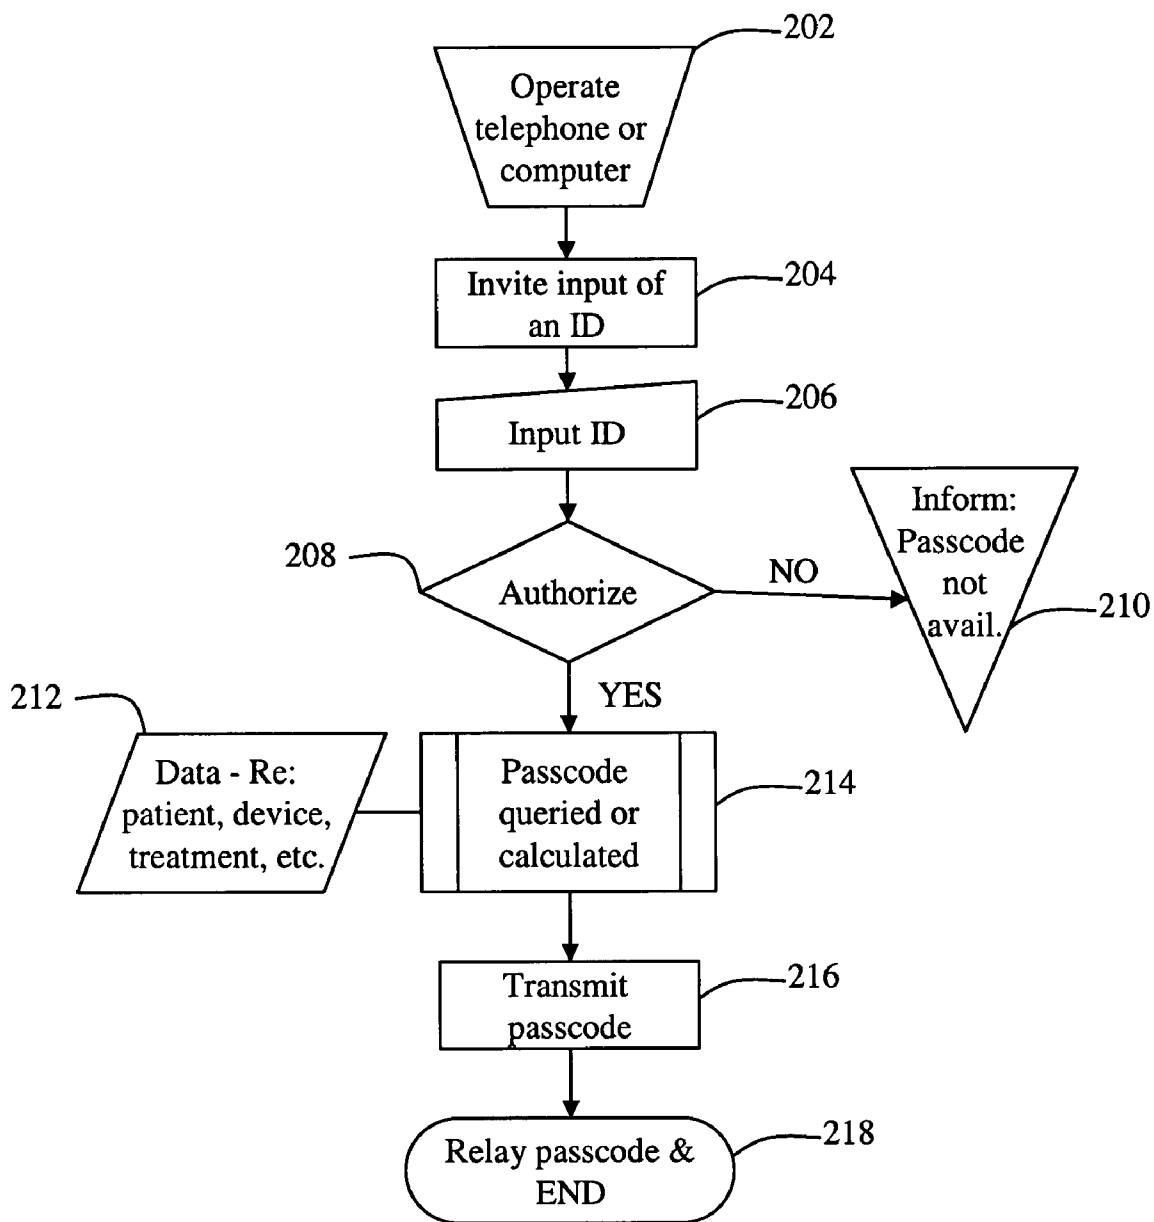 202
Operate
telephone or
computer
204
Invite input of
an ID
206
Input ID
208
Authorize
NO
Inform:
Passcode
not
avail.
210
YES
212
Data - Re:
patient, device,
treatment, etc.
Passcode
queried or
calculated
214
Transmit
passcode
216
Relay passcode &
END
218